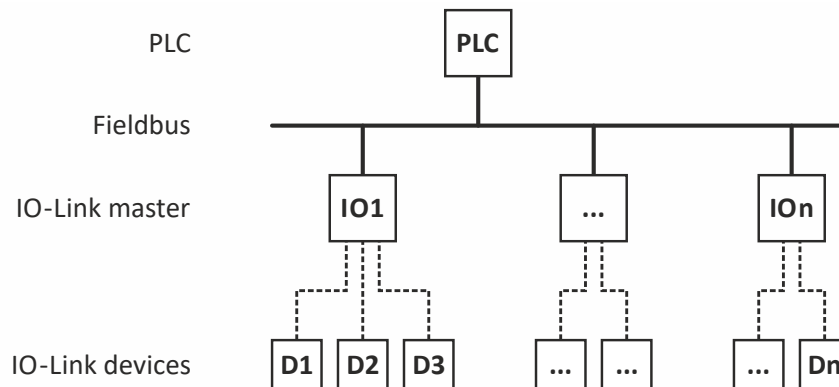 PLC PLC
Fieldbus
IO-Link master IO1 ... IOn
IO-Link devices D1 D2 D3 ... ... ... Dn